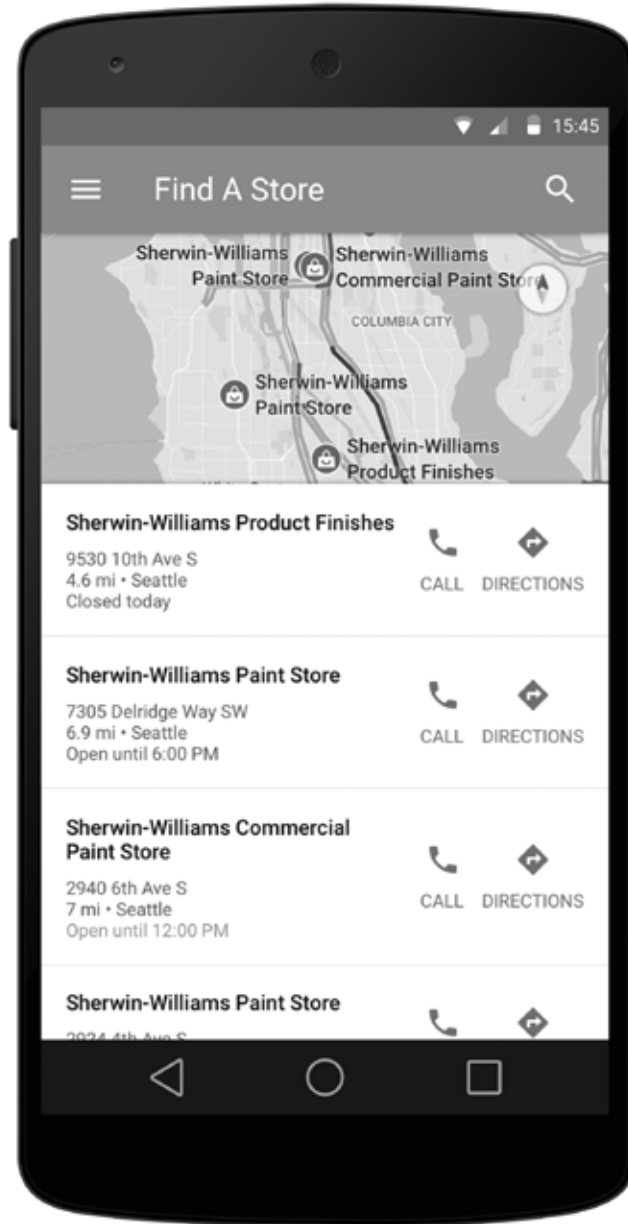 15:45
Find A Store
Sherwin-Williams
Paint Store
Sherwin-Williams
Commercial Paint Store
COLUMBIA CITY
Sherwin-Williams
Paint Store
Sherwin-Williams
Product Finishes
Sherwin-Williams Product Finishes
9530 10th Ave S
4.6 mi • Seattle
Closed today
CALL DIRECTIONS
Sherwin-Williams Paint Store
7305 Delridge Way SW
6.9 mi • Seattle
Open until 6:00 PM
CALL DIRECTIONS
Sherwin-Williams Commercial
Paint Store
2940 6th Ave S
7 mi • Seattle
Open until 12:00 PM
CALL DIRECTIONS
Sherwin-Williams Paint Store
2924 4th Ave S